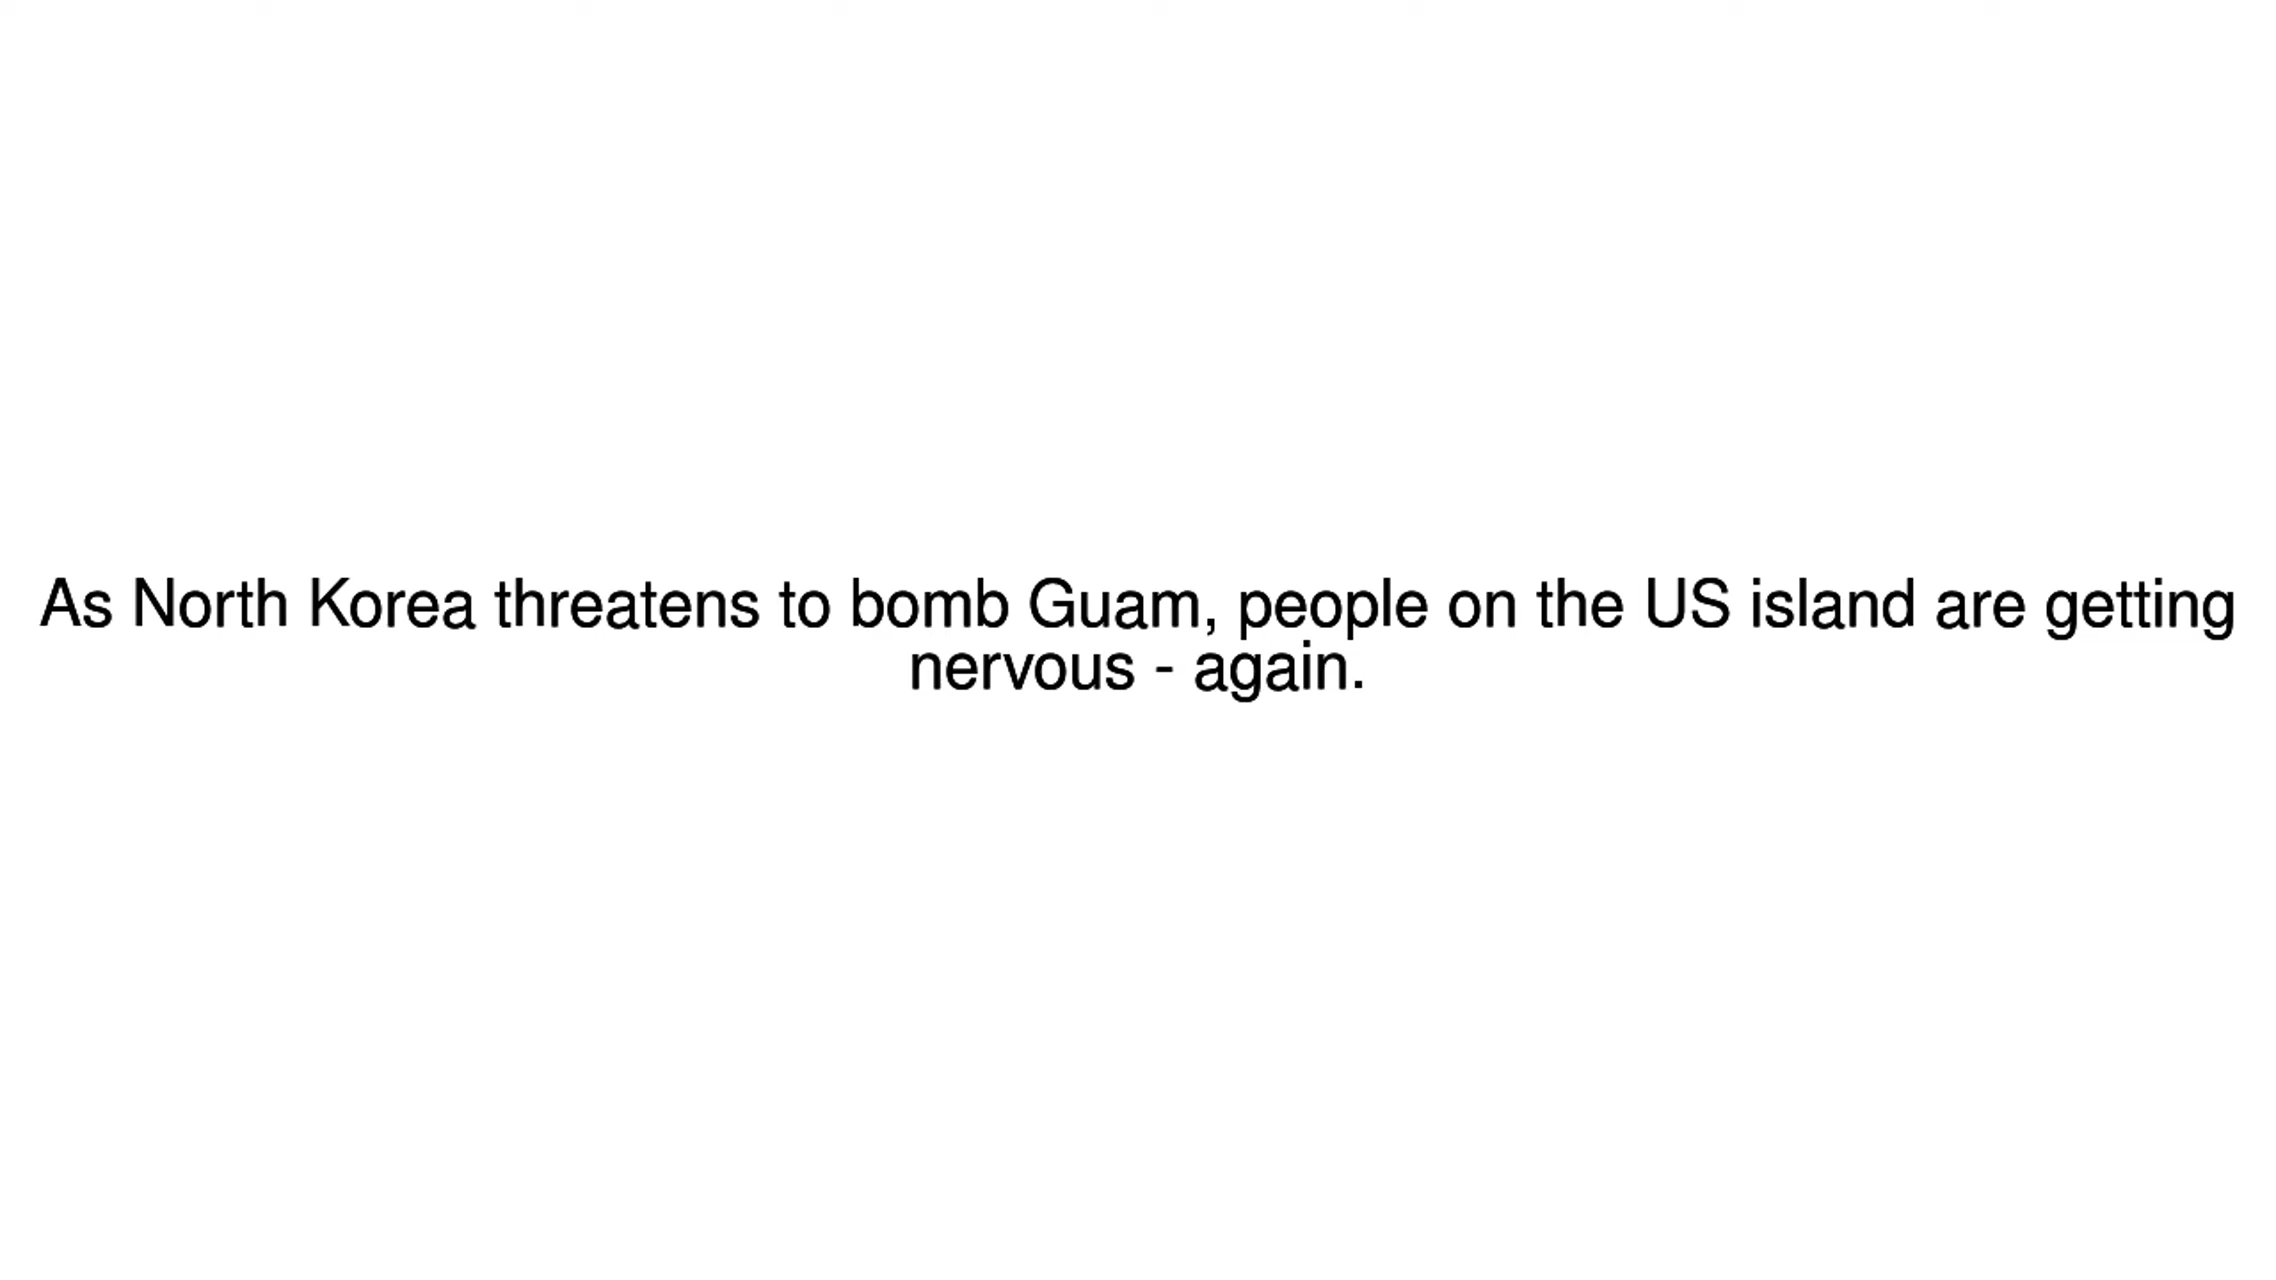 As North Korea threatens to bomb Guam, people on the US island are getting
nervous - again.